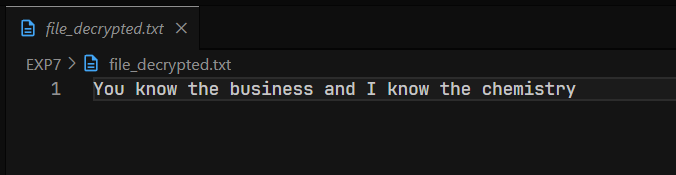 file_decrypted.txt
EXP7 > file_decrypted.txt
1 You know the business and I know the chemistry